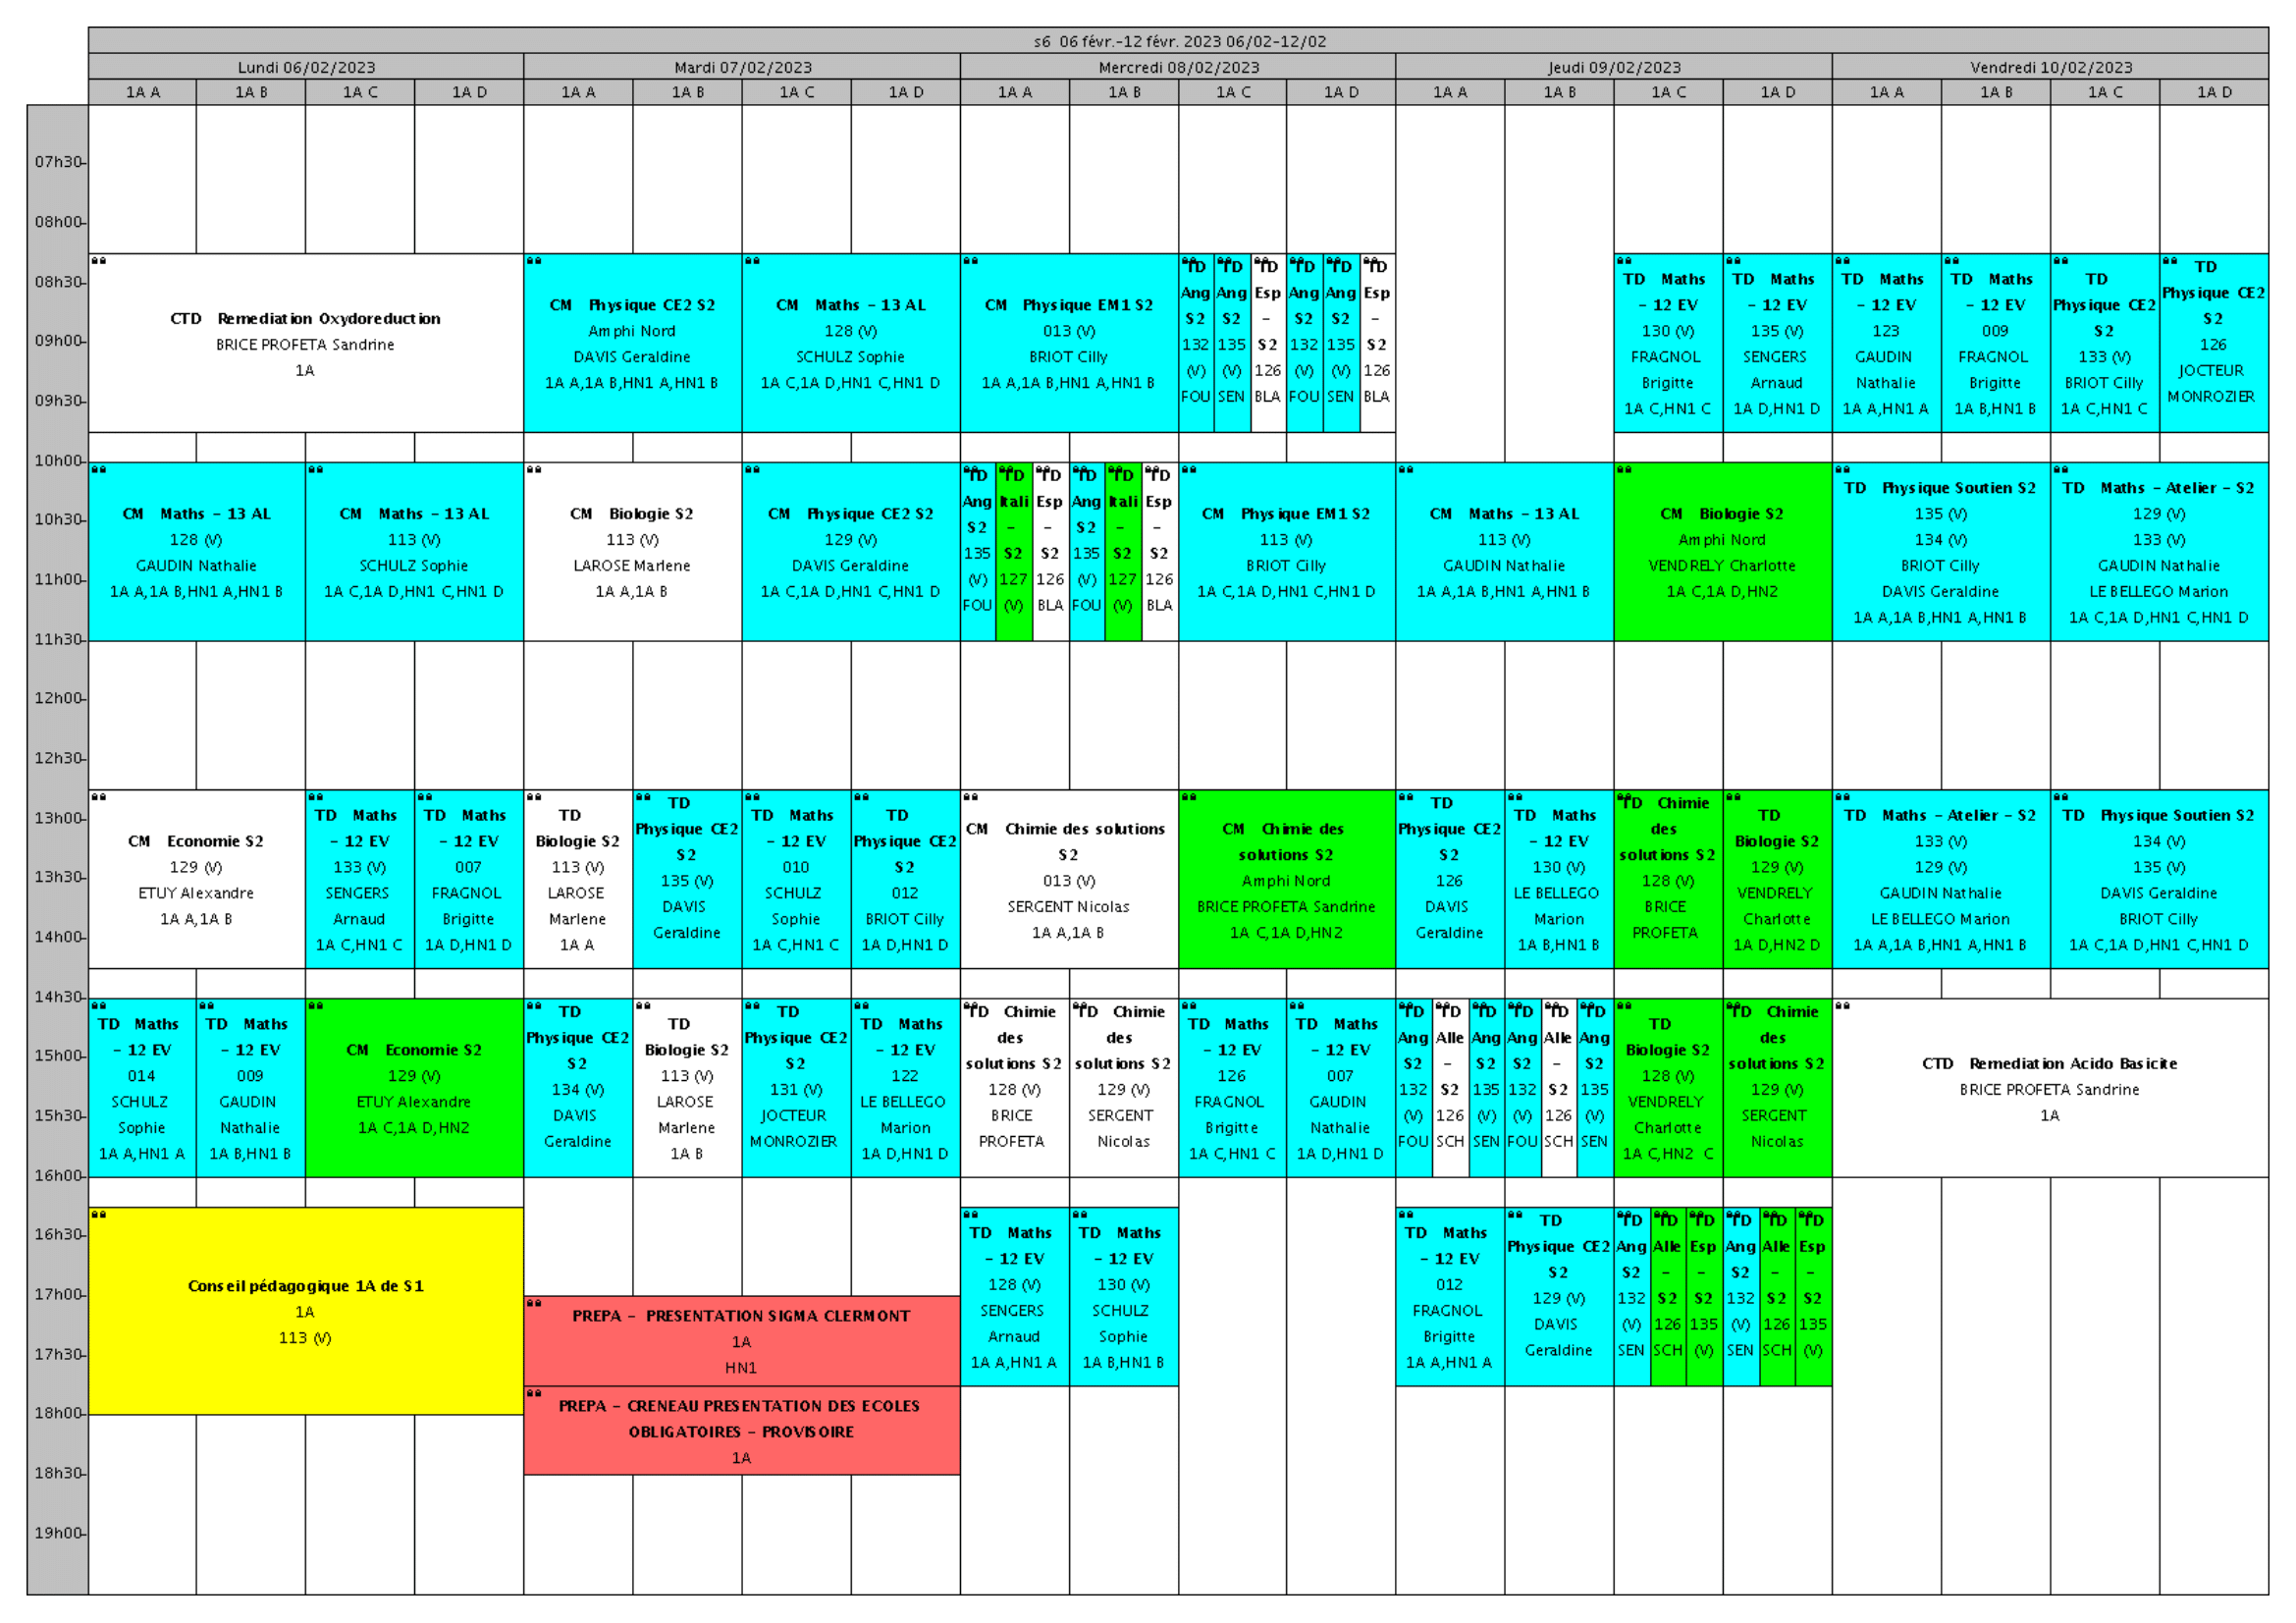 s6 06 févr.-12 févr. 2023 06/02-12/02
Lundi 06/02/2023
Mardi 07/02/2023
Mercredi 08/02/2023
Jeudi 09/02/2023
Vendredi 10/02/2023
1A A
1A B
1A C
1A D
1A A
1A B
1A C
1A D
1A A
1A B
1A C
1A D
1A A
1A B
1A C
1A D
1A A
1A B
1A C
1A D
07h30
08h00
08h30
09h00
09h30
CTD Remediation Oxydoreduction
BRICE PROFETA Sandrine
1A
CM Physique CE2 S2
Amphi Nord
DAVIS Geraldine
1A A,1A B,HN1 A,HN1 B
CM Maths - 13 AL
128 (V)
SCHULZ Sophie
1A C,1A D,HN1 C,HN1 D
CM Physique EM1 S2
013 (V)
BRIOT Cilly
1A A,1A B,HN1 A,HN1 B
TD
Ang
S2
132
(V)
FOU
TD
Ang
S2
135
(V)
SEN
TD
Esp
-
S2
126
BLA
TD
Ang
S2
132
(V)
FOU
TD
Ang
S2
135
(V)
SEN
TD
Esp
-
S2
126
BLA
TD Maths
- 12 EV
130 (V)
FRAGNOL
Brigitte
1A C,HN1 C
TD Maths
- 12 EV
135 (V)
SENGERS
Arnaud
1A D,HN1 D
TD Maths
- 12 EV
123
GAUDIN
Nathalie
1A A,HN1 A
TD Maths
- 12 EV
009
FRAGNOL
Brigitte
1A B,HN1 B
TD
Physique CE2
S2
133 (V)
BRIOT Cilly
1A C,HN1 C
TD
Physique CE2
S2
126
JOCTEUR
MONROZIER
10h00
10h30
11h00
11h30
CM Maths - 13 AL
128 (V)
GAUDIN Nathalie
1A A,1A B,HN1 A,HN1 B
CM Maths - 13 AL
113 (V)
SCHULZ Sophie
1A C,1A D,HN1 C,HN1 D
CM Biologie S2
113 (V)
LAROSE Marlene
1A A,1A B
CM Physique CE2 S2
129 (V)
DAVIS Geraldine
1A C,1A D,HN1 C,HN1 D
TD
Ang
S2
135
(V)
FOU
TD
Itali
-
S2
127
(V)
TD
Esp
-
S2
126
BLA
TD
Ang
S2
135
(V)
FOU
TD
Itali
-
S2
127
(V)
TD
Esp
-
S2
126
BLA
CM Physique EM1 S2
113 (V)
BRIOT Cilly
1A C,1A D,HN1 C,HN1 D
CM Maths - 13 AL
113 (V)
GAUDIN Nathalie
1A A,1A B,HN1 A,HN1 B
CM Biologie S2
Amphi Nord
VENDRELY Charlotte
1A C,1A D,HN2
TD Physique Soutien S2
135 (V)
134 (V)
BRIOT Cilly
DAVIS Geraldine
1A A,1A B,HN1 A,HN1 B
TD Maths - Atelier - S2
129 (V)
133 (V)
GAUDIN Nathalie
LE BELLEGO Marion
1A C,1A D,HN1 C,HN1 D
12h00
12h30
13h00
13h30
14h00
CM Economie S2
129 (V)
ETUY Alexandre
1A A,1A B
TD Maths
- 12 EV
133 (V)
SENGERS
Arnaud
1A C,HN1 C
TD Maths
- 12 EV
007
FRAGNOL
Brigitte
1A D,HN1 D
TD
Biologie S2
113 (V)
LAROSE
Marlene
1A A
TD
Physique CE2
S2
135 (V)
DAVIS
Geraldine
TD Maths
- 12 EV
010
SCHULZ
Sophie
1A C,HN1 C
TD
Physique CE2
S2
012
BRIOT Cilly
1A D,HN1 D
CM Chimie des solutions
S2
013 (V)
SERGENT Nicolas
1A A,1A B
CM Chimie des
solutions S2
Amphi Nord
BRICE PROFETA Sandrine
1A C,1A D,HN2
TD
Physique CE2
S2
126
DAVIS
Geraldine
TD Maths
- 12 EV
130 (V)
LE BELLEGO
Marion
1A B,HN1 B
TD Chimie
des
solutions S2
128 (V)
BRICE
PROFETA
TD
Biologie S2
129 (V)
VENDRELY
Charlotte
1A D,HN2 D
TD Maths - Atelier - S2
133 (V)
129 (V)
GAUDIN Nathalie
LE BELLEGO Marion
1A A,1A B,HN1 A,HN1 B
TD Physique Soutien S2
134 (V)
135 (V)
DAVIS Geraldine
BRIOT Cilly
1A C,1A D,HN1 C,HN1 D
14h30
15h00
15h30
16h00
TD Maths
- 12 EV
014
SCHULZ
Sophie
1A A,HN1 A
TD Maths
- 12 EV
009
GAUDIN
Nathalie
1A B,HN1 B
CM Economie S2
129 (V)
ETUY Alexandre
1A C,1A D,HN2
TD
Physique CE2
S2
134 (V)
DAVIS
Geraldine
TD
Biologie S2
113 (V)
LAROSE
Marlene
1A B
TD
Physique CE2
S2
131 (V)
JOCTEUR
MONROZIER
TD Maths
- 12 EV
122
LE BELLEGO
Marion
1A D,HN1 D
TD Chimie
des
solutions S2
128 (V)
BRICE
PROFETA
TD Chimie
des
solutions S2
129 (V)
SERGENT
Nicolas
TD Maths
- 12 EV
126
FRAGNOL
Brigitte
1A C,HN1 C
TD Maths
- 12 EV
007
GAUDIN
Nathalie
1A D,HN1 D
TD
Ang
S2
132
(V)
FOU
TD
Alle
-
S2
126
SCH
TD
Ang
S2
135
(V)
SEN
TD
Ang
S2
132
(V)
FOU
TD
Alle
-
S2
126
SCH
TD
Ang
S2
135
(V)
SEN
TD
Biologie S2
128 (V)
VENDRELY
Charlotte
1A C,HN2 C
TD Chimie
des
solutions S2
129 (V)
SERGENT
Nicolas
CTD Remediation Acido Basicite
BRICE PROFETA Sandrine
1A
16h30
17h00
17h30
18h00
18h30
19h00
Conseil pédagogique 1A de S1
1A
113 (V)
PREPA - PRESENTATION SIGMA CLERMONT
1A
HN1
PREPA - CRENEAU PRESENTATION DES ECOLES
OBLIGATOIRES - PROVISOIRE
1A
TD Maths
- 12 EV
128 (V)
SENGERS
Arnaud
1A A,HN1 A
TD Maths
- 12 EV
130 (V)
SCHULZ
Sophie
1A B,HN1 B
TD Maths
- 12 EV
012
FRAGNOL
Brigitte
1A A,HN1 A
TD
Physique CE2
S2
129 (V)
DAVIS
Geraldine
TD
Ang
S2
132
(V)
SEN
TD
Alle
-
S2
126
SCH
TD
Esp
-
S2
135
(V)
TD
Ang
S2
132
(V)
SEN
TD
Alle
-
S2
126
SCH
TD
Esp
-
S2
135
(V)